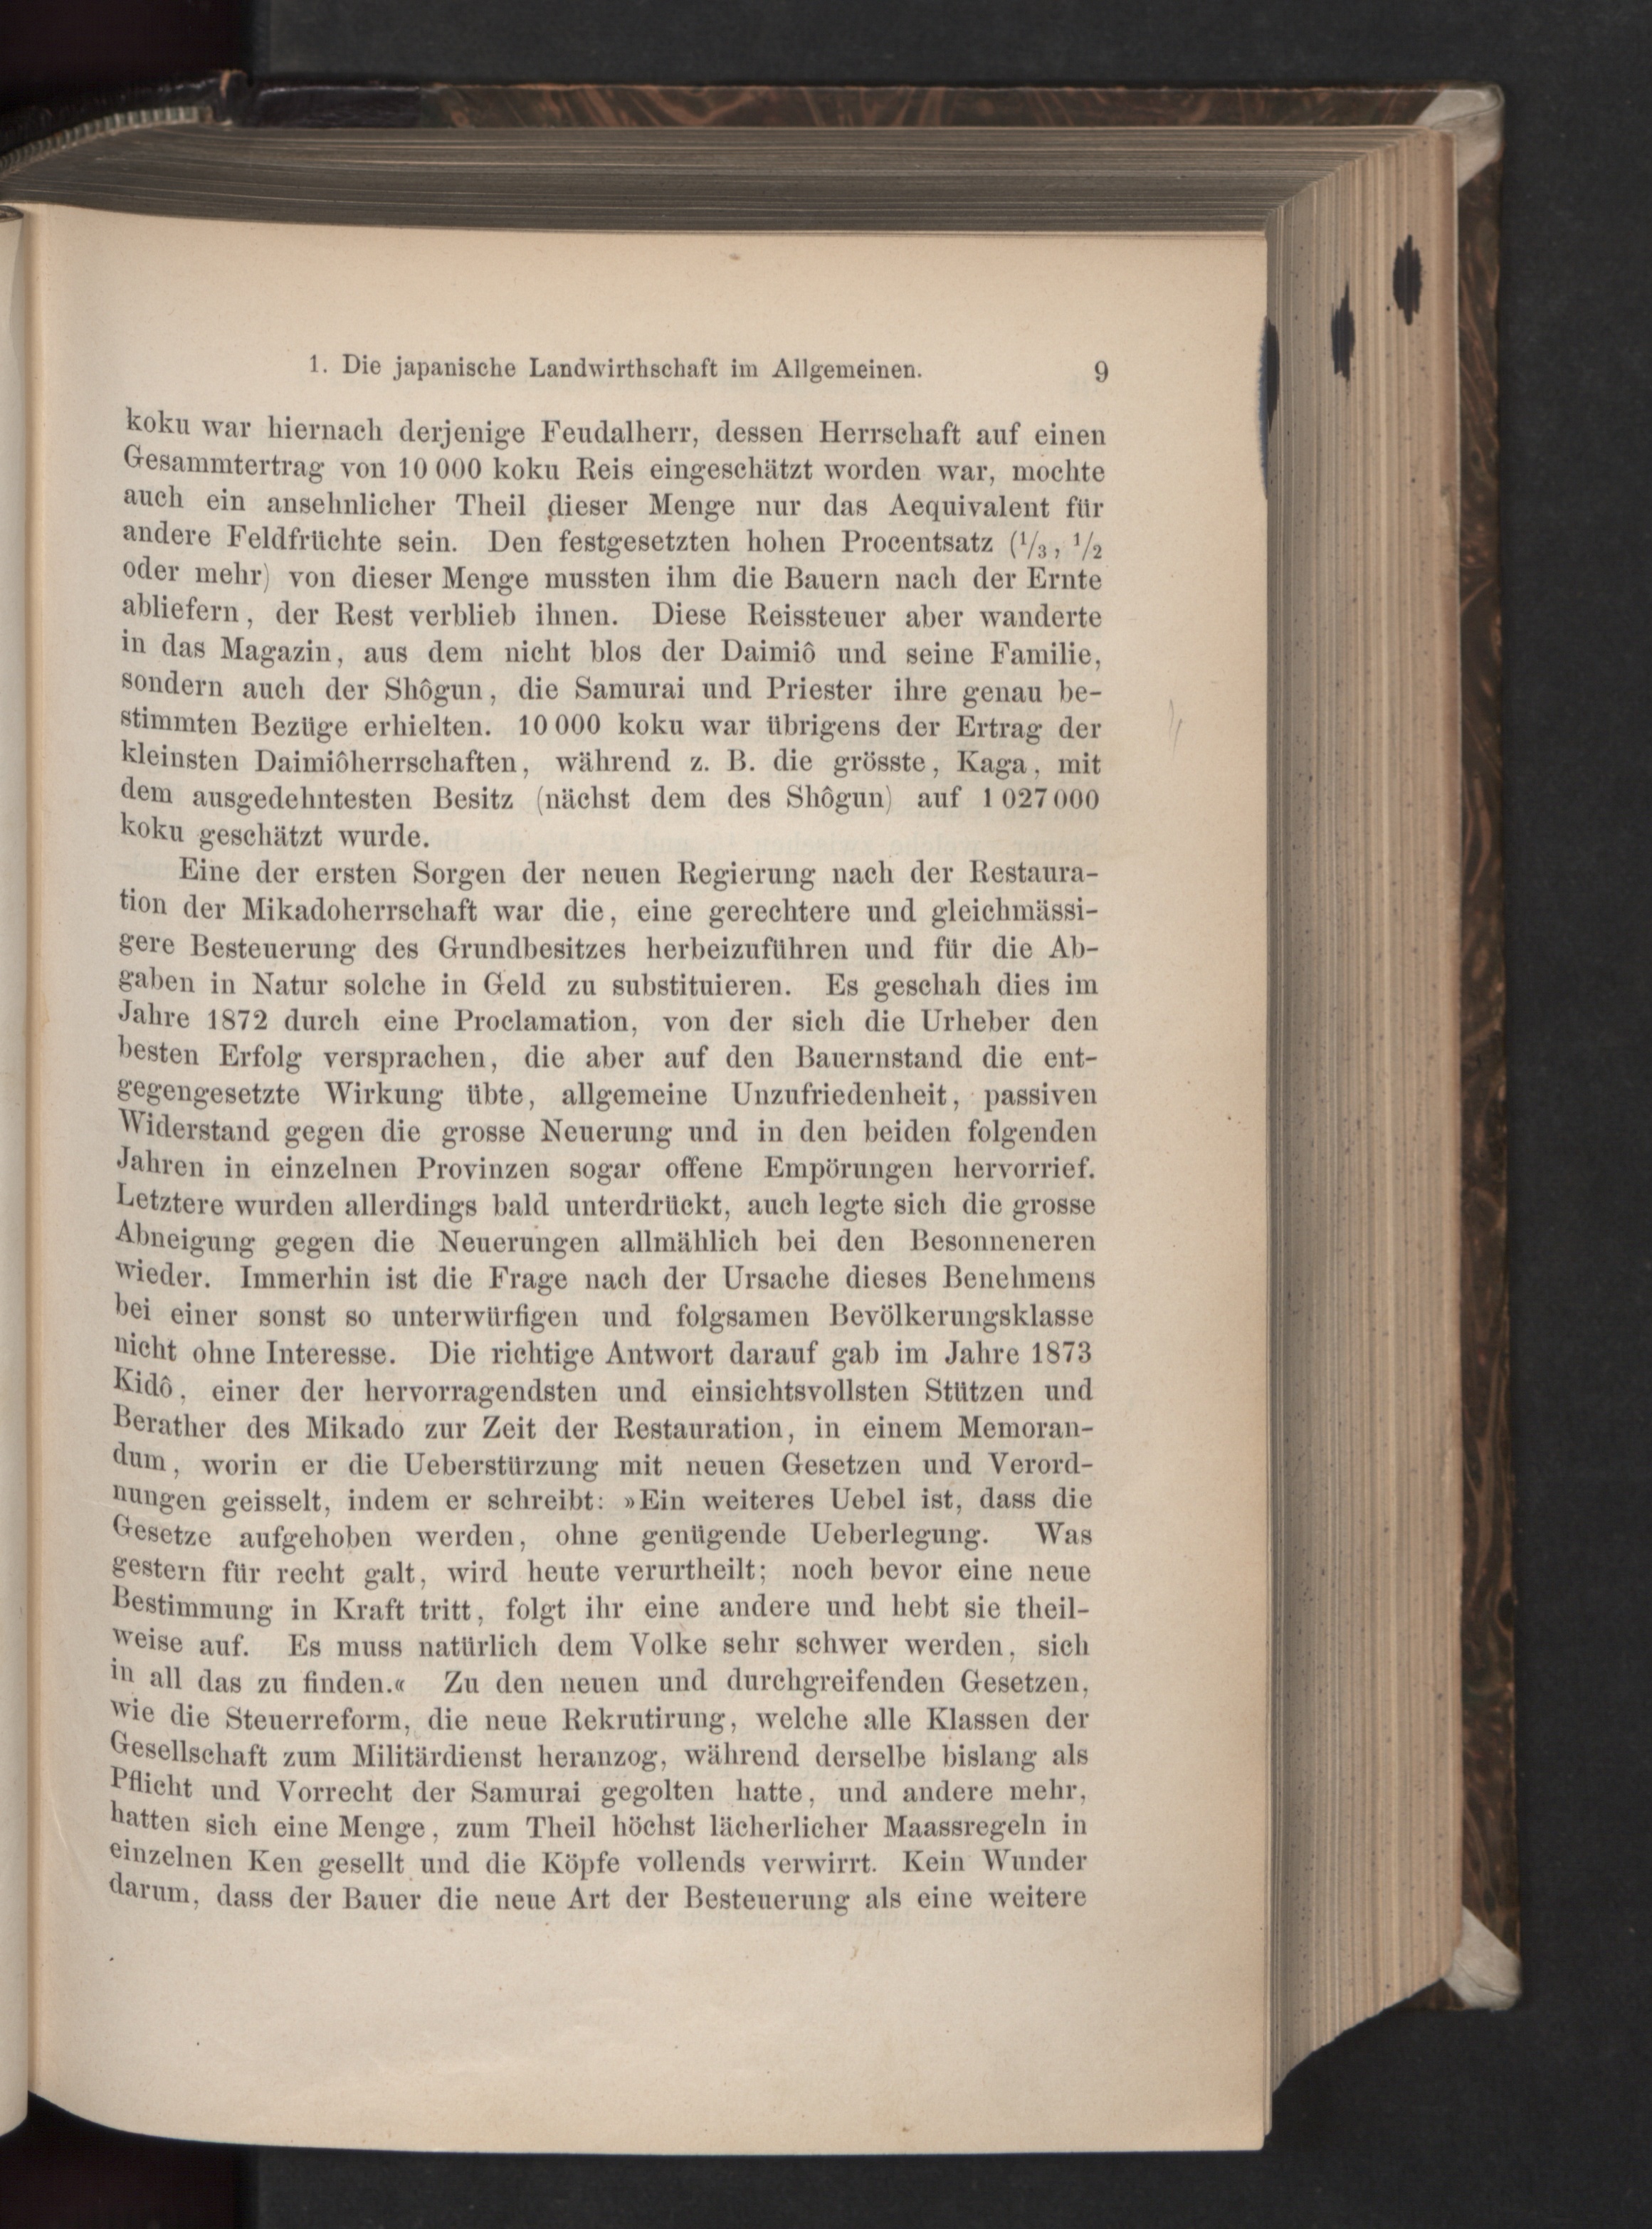 1. Die japanische Landwirthschaft im Allgemeinen. 9
koku war hiernach derjenige Feudalherr, dessen Herrschaft auf einen
Gesammtertrag von 10 000 koku Reis eingeschätzt worden war, mochte
auch ein ansehnlicher Theil dieser Menge nur das Aequivalent für
andere Feldfrüchte sein. Den festgesetzten hohen Procentsatz (1/3, 1/2
oder mehr) von dieser Menge mussten ihm die Bauern nach der Ernte
abliefern, der Rest verblieb ihnen. Diese Reissteuer aber wanderte
in das Magazin, aus dem nicht blos der Daimiô und seine Familie,
sondern auch der Shôgun, die Samurai und Priester ihre genau be-
stimmten Bezüge erhielten. 10 000 koku war übrigens der Ertrag der
kleinsten Daimiôherrschaften, während z. B. die grösste, Kaga, mit
dem ausgedehntesten Besitz (nächst dem des Shôgun) auf 1 027 000
koku geschätzt wurde.
Eine der ersten Sorgen der neuen Regierung nach der Restaura-
tion der Mikadoherrschaft war die, eine gerechtere und gleichmässi-
gere Besteuerung des Grundbesitzes herbeizuführen und für die Ab-
gaben in Natur solche in Geld zu substituieren. Es geschah dies im
Jahre 1872 durch eine Proclamation, von der sich die Urheber den
besten Erfolg versprachen, die aber auf den Bauernstand die ent-
gegengesetzte Wirkung übte, allgemeine Unzufriedenheit, passiven
Widerstand gegen die grosse Neuerung und in den beiden folgenden
Jahren in einzelnen Provinzen sogar offene Empörungen hervorrief.
Letztere wurden allerdings bald unterdrückt, auch legte sich die grosse
Abneigung gegen die Neuerungen allmählich bei den Besonneneren
wieder. Immerhin ist die Frage nach der Ursache dieses Benehmens
bei einer sonst so unterwürfigen und folgsamen Bevölkerungsklasse
nicht ohne Interesse. Die richtige Antwort darauf gab im Jahre 1873
Kidô, einer der hervorragendsten und einsichtsvollsten Stützen und
Berather des Mikado zur Zeit der Restauration, in einem Memoran-
dum, worin er die Ueberstürzung mit neuen Gesetzen und Verord-
nungen geisselt, indem er schreibt: »Ein weiteres Uebel ist, dass die
Gesetze aufgehoben werden, ohne genügende Ueberlegung. Was
gestern für recht galt, wird heute verurtheilt; noch bevor eine neue
Bestimmung in Kraft tritt, folgt ihr eine andere und hebt sie theil-
weise auf. Es muss natürlich dem Volke sehr schwer werden, sich
in all das zu finden.« Zu den neuen und durchgreifenden Gesetzen,
wie die Steuerreform, die neue Rekrutirung, welche alle Klassen der
Gesellschaft zum Militärdienst heranzog, während derselbe bislang als
Pflicht und Vorrecht der Samurai gegolten hatte, und andere mehr,
hatten sich eine Menge, zum Theil höchst lächerlicher Maassregeln in
einzelnen Ken gesellt und die Köpfe vollends verwirrt. Kein Wunder
darum, dass der Bauer die neue Art der Besteuerung als eine weitere